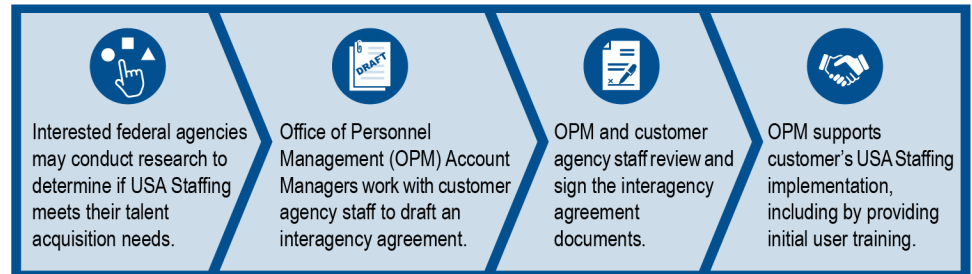 DRAFT
Interested federal agencies
may conduct research to
determine if USA Staffing
meets their talent
acquisition needs.
Office of Personnel
Management (OPM) Account
Managers work with customer
agency staff to draft an
interagency agreement.
OPM and customer
agency staff review and
sign the interagency
agreement
documents.
OPM supports
customer's USA Staffing
implementation,
including by providing
initial user training.